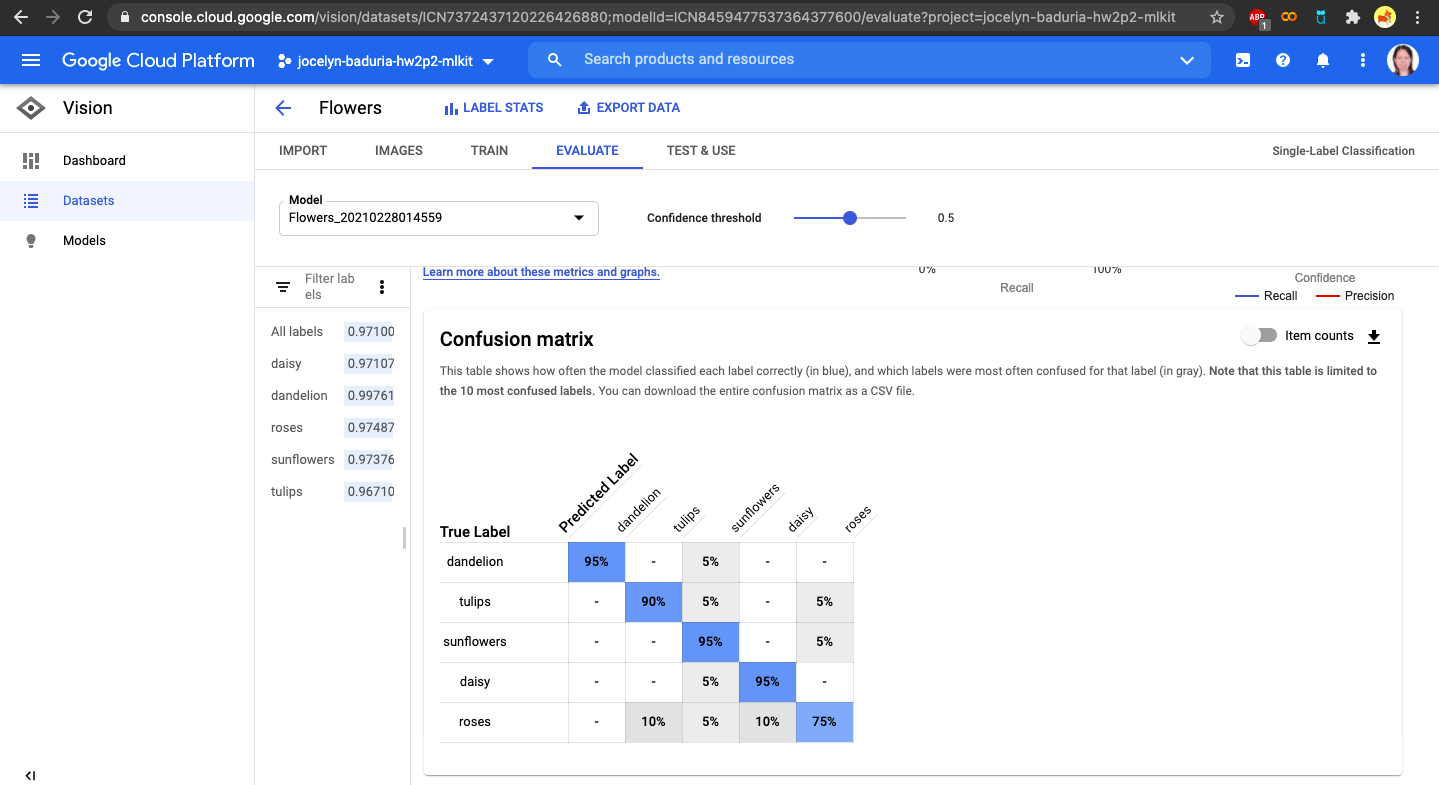 console.cloud.google.com/vision/datasets/ICN7372437120226426880;modelId=ICN8459477537364377600/evaluate?project=jocelyn-baduria-hw2p2-mlkit
ABP
1
Google Cloud Platform
jocelyn-baduria-hw2p2-mlkit
Search products and resources
Vision
Flowers
LABEL STATS
EXPORT DATA
Dashboard
Datasets
Models
IMPORT
IMAGES
TRAIN
EVALUATE
TEST & USE
Single-Label Classification
Model
Flowers_20210228014559
Confidence threshold
0.5
Filter lab
els
All labels 0.97100
daisy 0.97107
dandelion 0.99761
roses 0.97487
sunflowers 0.97376
tulips 0.96710
Learn more about these metrics and graphs.
0%
100%
Recall
Confidence
Recall
Precision
Confusion matrix
Item counts
This table shows how often the model classified each label correctly (in blue), and which labels were most often confused for that label (in gray). Note that this table is limited to
the 10 most confused labels. You can download the entire confusion matrix as a CSV file.
True Label
Predicted Label
dandelion
tulips
sunflowers
daisy
roses
dandelion 95% - 5% - -
tulips - 90% 5% - 5%
sunflowers - - 95% - 5%
daisy - - 5% 95% -
roses - 10% 5% 10% 75%